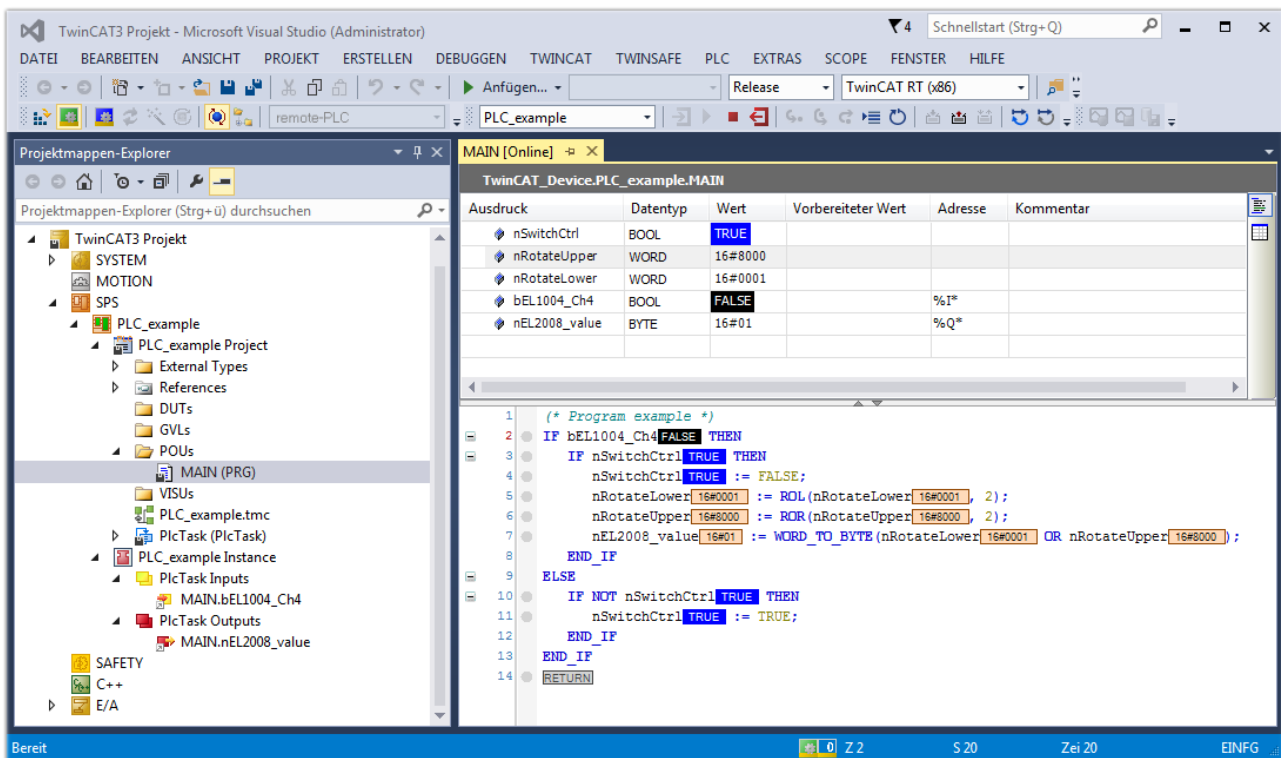 TwinCAT3 Projekt - Microsoft Visual Studio (Administrator)
4
Schnellstart (Strg+Q)
DATEI BEARBEITEN ANSICHT PROJEKT ERSTELLEN DEBUGGEN TWINCAT TWINSAFE PLC EXTRAS SCOPE FENSTER HILFE
Anfügen... Release TwinCAT RT (x86)
remote-PLC PLC_example
Projektmappen-Explorer
Projektmappen-Explorer (Strg+ü) durchsuchen
TwinCAT3 Projekt
SYSTEM
MOTION
SPS
PLC_example
PLC_example Project
External Types
References
DUTs
GVLs
POUs
MAIN (PRG)
VISUs
PLC_example.tmc
PlcTask (PlcTask)
PLC_example Instance
PlcTask Inputs
MAIN.bEL1004_Ch4
PlcTask Outputs
MAIN.nEL2008_value
SAFETY
C++
E/A
MAIN [Online]
TwinCAT_Device.PLC_example.MAIN
Ausdruck Datentyp Wert Vorbereiteter Wert Adresse Kommentar
nSwitchCtrl BOOL TRUE
nRotateUpper WORD 16#8000
nRotateLower WORD 16#0001
bEL1004_Ch4 BOOL FALSE %I*
nEL2008_value BYTE 16#01 %Q*
1 (* Program example *)
2 IF bEL1004_Ch4 FALSE THEN
3 IF nSwitchCtrl TRUE THEN
4 nSwitchCtrl TRUE := FALSE;
5 nRotateLower 16#0001 := ROL(nRotateLower 16#0001 , 2);
6 nRotateUpper 16#8000 := ROR(nRotateUpper 16#8000 , 2);
7 nEL2008_value 16#01 := WORD_TO_BYTE(nRotateLower 16#0001 OR nRotateUpper 16#8000 );
8 END_IF
9 ELSE
10 IF NOT nSwitchCtrl TRUE THEN
11 nSwitchCtrl TRUE := TRUE;
12 END_IF
13 END_IF
14 RETURN
Bereit 0 Z 2 S 20 Zei 20 EINFG